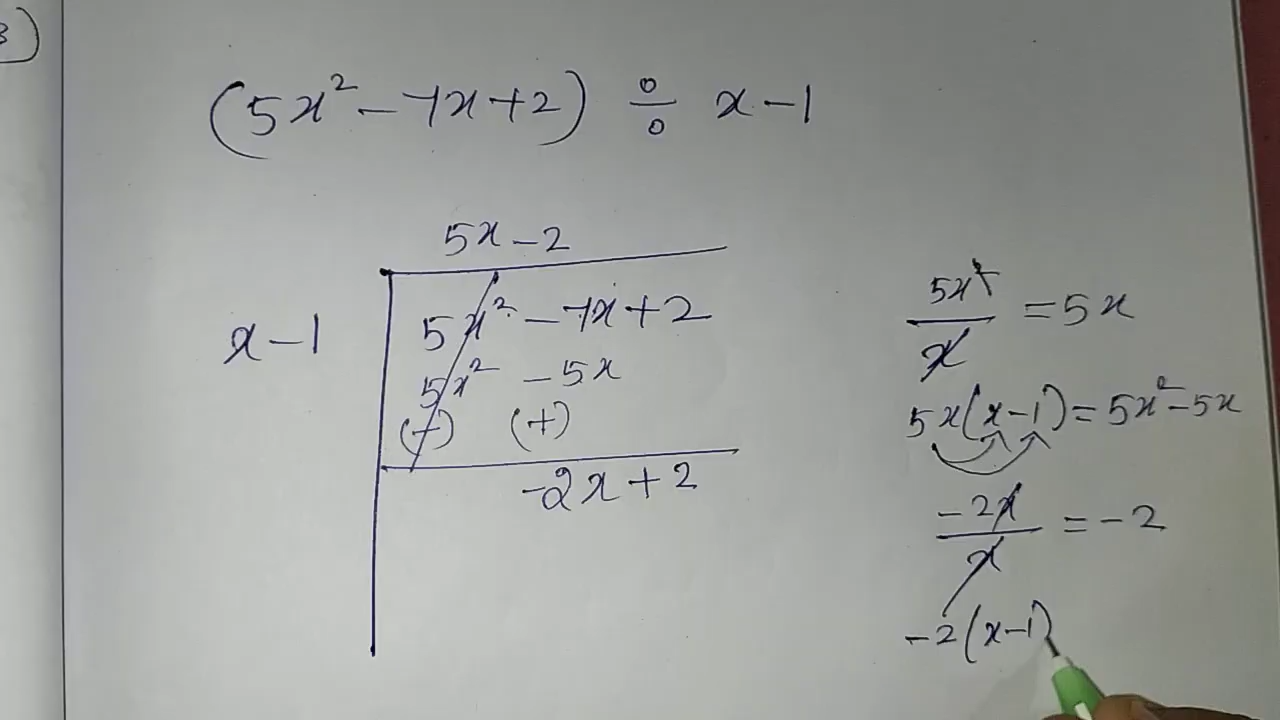 3)
(5x² - 7x + 2) ÷ x - 1
5x - 2
x - 1
5x² - 7x + 2
5x² - 5x
(-) (+)
-2x + 2
5x² / x = 5x
5x(x - 1) = 5x² - 5x
-2x / x = -2
-2(x - 1)